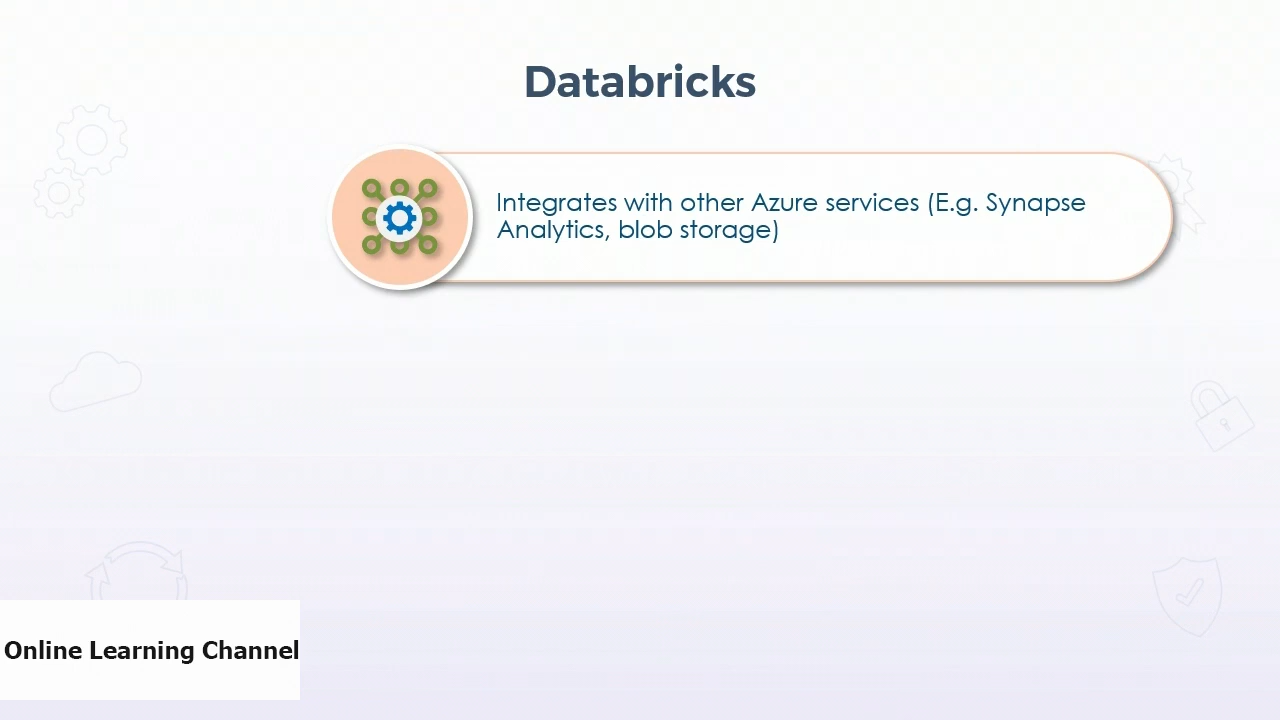 Databricks
Integrates with other Azure services (E.g. Synapse
Analytics, blob storage)
Online Learning Channel